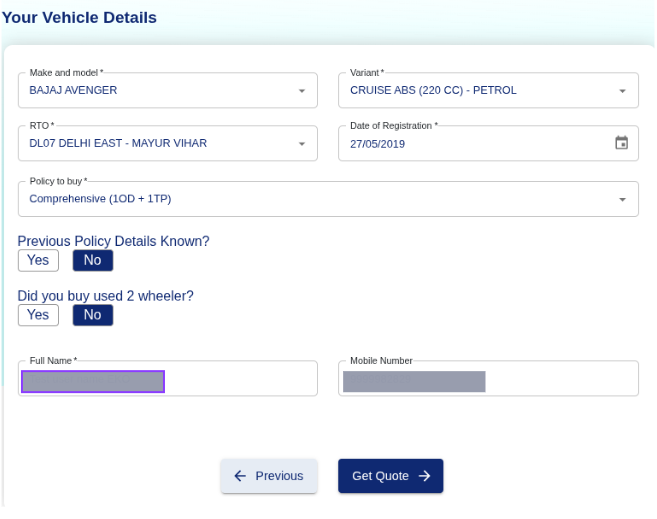 Your Vehicle Details
Make and model *
BAJAJ AVENGER
Variant *
CRUISE ABS (220 CC) - PETROL
RTO *
DL07 DELHI EAST - MAYUR VIHAR
Date of Registration *
27/05/2019
Policy to buy *
Comprehensive (1OD + 1TP)
Previous Policy Details Known?
Yes No
Did you buy used 2 wheeler?
Yes No
Full Name *
Mobile Number
Previous
Get Quote